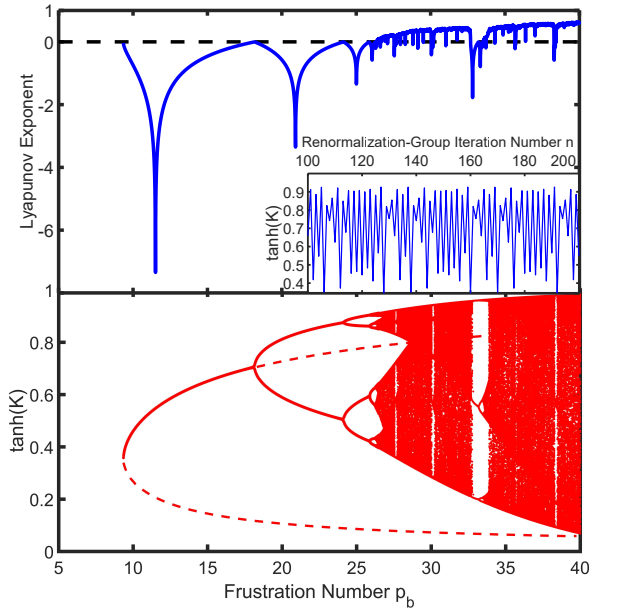 1
0
-2
-4
-6
Lyapunov Exponent
Renormalization-Group Iteration Number n
100 120 140 160 180 200
0.9
0.8
0.7
0.6
0.5
0.4
tanh(K)
1
0.8
0.6
0.4
0.2
0
tanh(K)
5 10 15 20 25 30 35 40
Frustration Number p_b